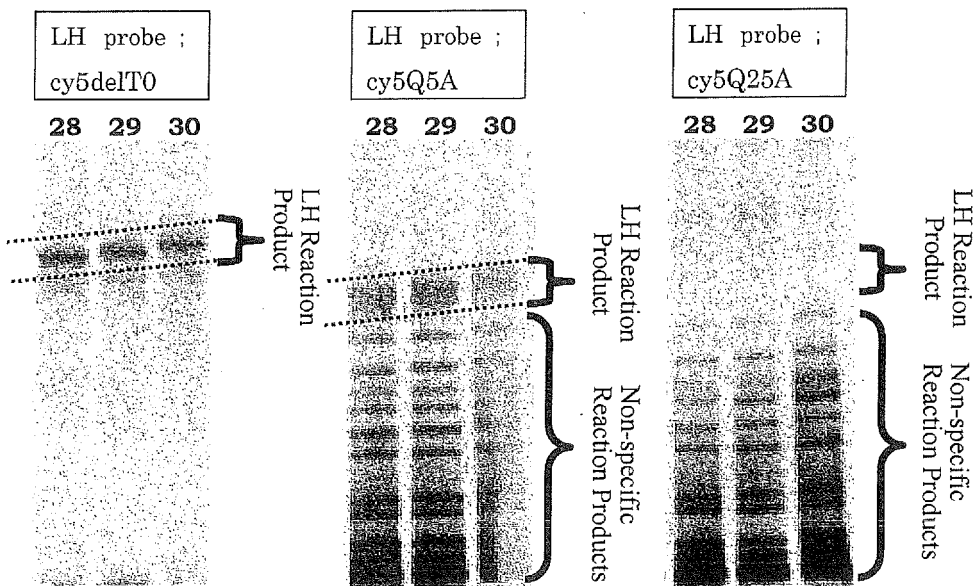 LH probe ;
cy5delT0
28 29 30
LH Reaction
Product
LH probe ;
cy5Q5A
28 29 30
LH Reaction
Product
Non-specific
Reaction Products
LH probe ;
cy5Q25A
28 29 30
LH Reaction
Product
Non-specific
Reaction Products